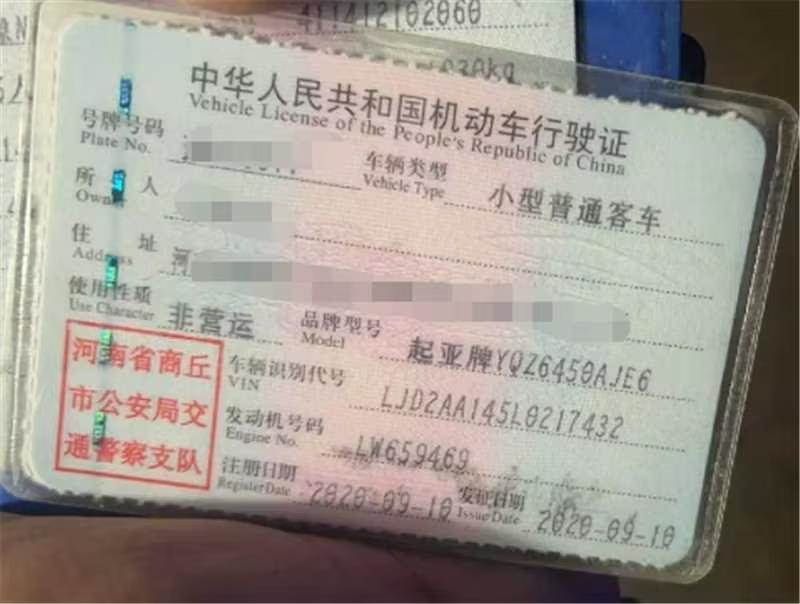 411412102060
030kg
中华人民共和国机动车行驶证
Vehicle License of the People's Republic of China
号牌号码
Plate No.
车辆类型 小型普通客车
Vehicle Type
所 人
Owner
住 址 河
Address
使用性质 非营运
Use Character
品牌型号 起亚牌YQZ6450AJE6
Model
河南省商丘
市公安局交
通警察支队
车辆识别代号 LJD2AA145L0217432
VIN
发动机号码 LW659469
Engine No.
注册日期 2020-09-10
Register Date
发证日期 2020-09-10
Issue Date